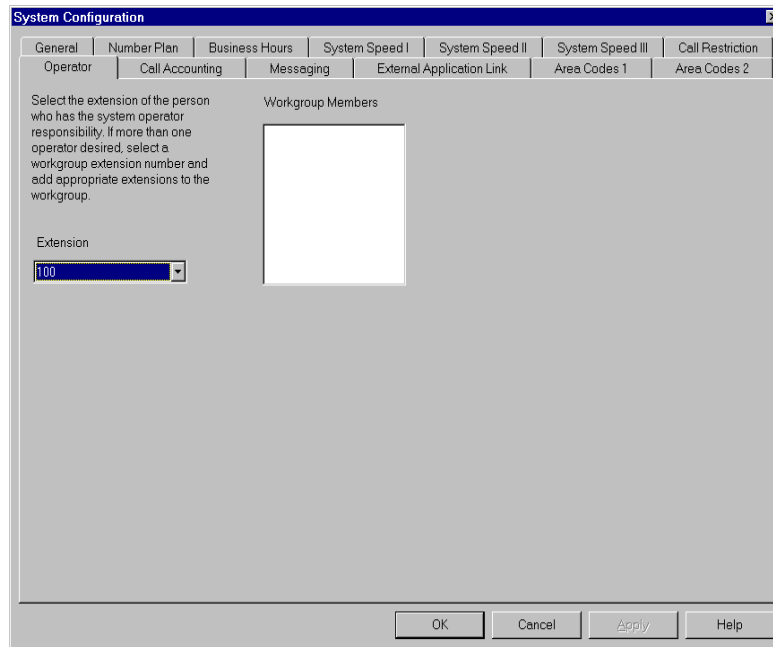 System Configuration
General Number Plan Business Hours System Speed I System Speed II System Speed III Call Restriction
Operator Call Accounting Messaging External Application Link Area Codes 1 Area Codes 2
Select the extension of the person
who has the system operator
responsibility. If more than one
operator desired, select a
workgroup extension number and
add appropriate extensions to the
workgroup.
Workgroup Members
Extension
100
OK Cancel Apply Help